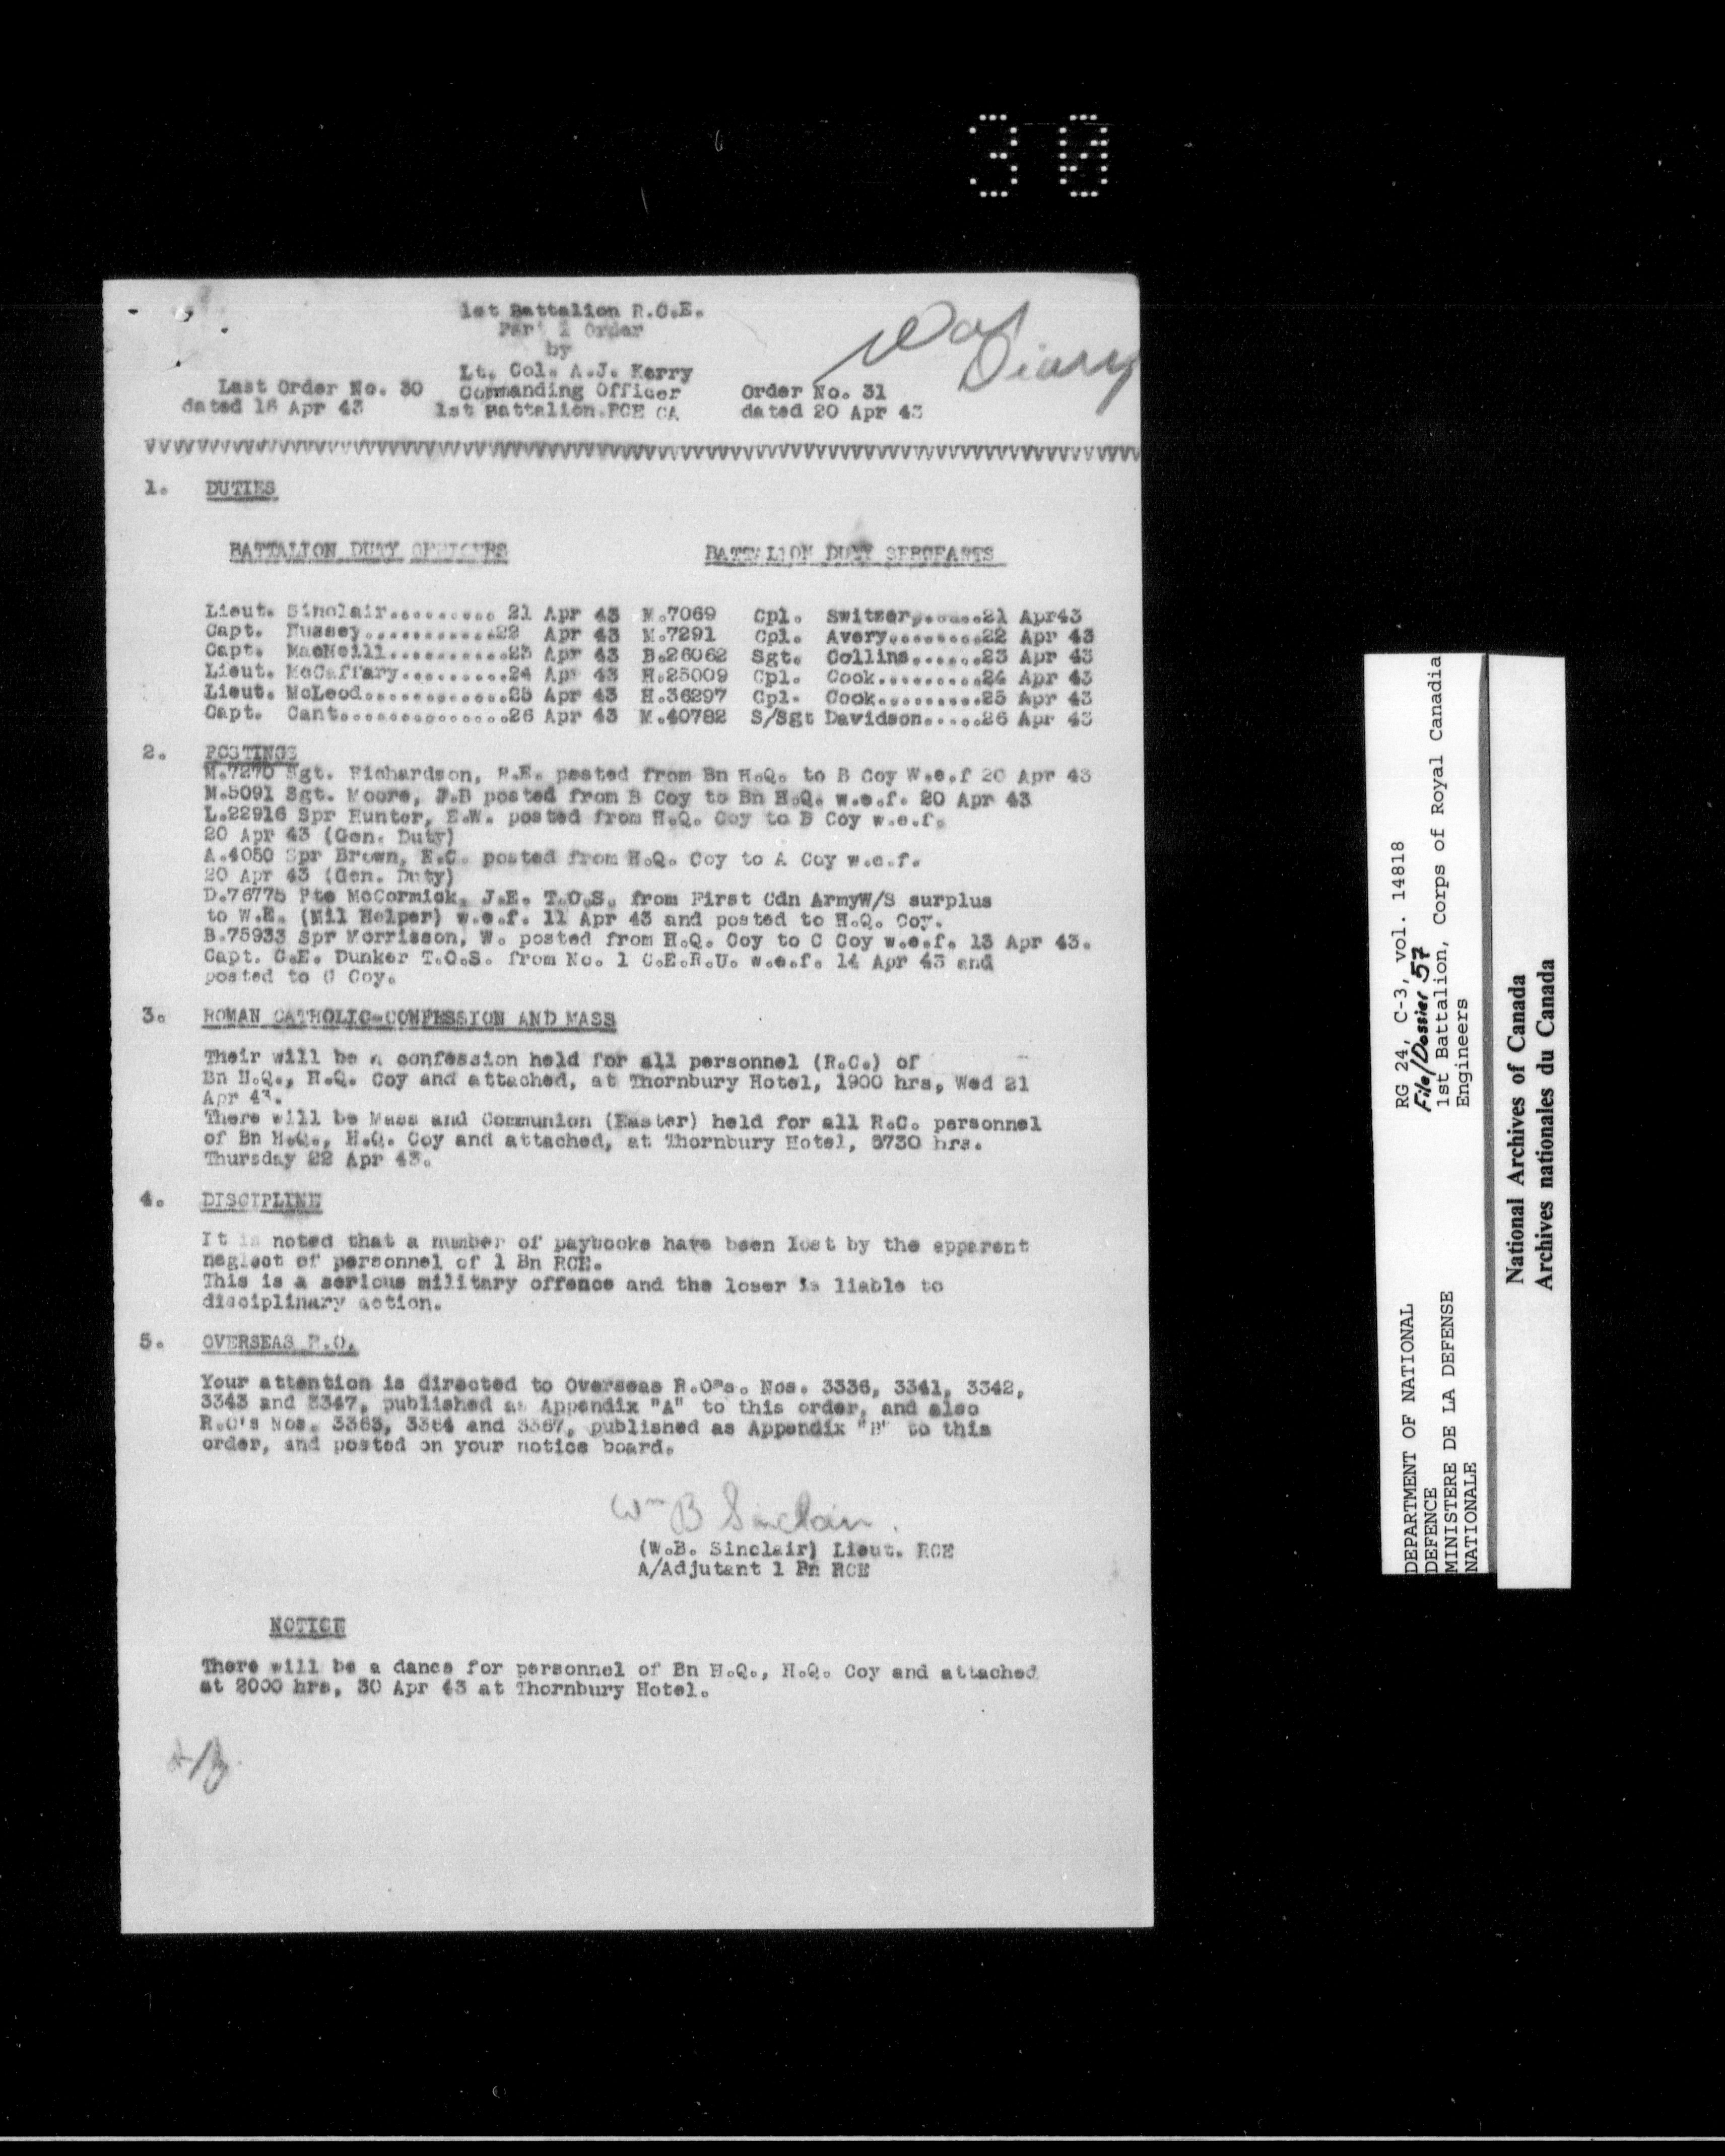 30
1st Battalion R.C.E.
Part 1 Order
by
Lt. Col. A.J. Kerry
Last Order No. 30 Commanding Officer Order No. 31
dated 16 Apr 43 1st Battalion RCE CA dated 20 Apr 43
War
Diary
1. DUTIES
BATTALION DUTY OFFICERS BATTALION DUTY SERGEANTS
Lieut. Sinclair.......... 21 Apr 43 M.7069 Cpl. Switzer.......21 Apr43
Capt. Hussey............22 Apr 43 M.7291 Cpl. Avery.........22 Apr 43
Capt. MacNeill...........23 Apr 43 B.26062 Sgt. Collins.......23 Apr 43
Lieut. McCaffary.........24 Apr 43 H.25009 Cpl. Cook..........24 Apr 43
Lieut. McLeod............25 Apr 43 H.36297 Cpl. Cook..........25 Apr 43
Capt. Cant...............26 Apr 43 M.40782 S/Sgt Davidson.....26 Apr 43
2. POSTINGS
M.7270 Sgt. Richardson, R.E. posted from Bn H.Q. to B Coy W.e.f 20 Apr 43
M.5091 Sgt. Moore, J.B posted from B Coy to Bn H.Q. w.e.f. 20 Apr 43
L.22916 Spr Hunter, E.W. posted from H.Q. Coy to B Coy w.e.f.
20 Apr 43 (Gen. Duty)
A.4050 Spr Brown, E.C. posted from H.Q. Coy to A Coy w.e.f.
20 Apr 43 (Gen. Duty)
D.76775 Pte McCormick, J.E. T.O.S. from First Cdn ArmyW/S surplus
to W.E. (Mil Helper) w.e.f. 11 Apr 43 and posted to H.Q. Coy.
B.75933 Spr Morrisson, W. posted from H.Q. Coy to C Coy w.e.f. 13 Apr 43.
Capt. C.E. Dunker T.O.S. from No. 1 C.E.R.U. w.e.f. 14 Apr 43 and
posted to C Coy.
3. ROMAN CATHOLIC-CONFESSION AND MASS
Their will be a confession held for all personnel (R.C.) of
Bn H.Q., H.Q. Coy and attached, at Thornbury Hotel, 1900 hrs, Wed 21
Apr 43.
There will be Mass and Communion (Easter) held for all R.C. personnel
of Bn H.Q., H.Q. Coy and attached, at Thornbury Hotel, 0730 hrs.
Thursday 22 Apr 43.
4. DISCIPLINE
It is noted that a number of paybooks have been lost by the apparent
neglect of personnel of 1 Bn RCE.
This is a serious military offence and the loser is liable to
disciplinary action.
5. OVERSEAS R.O.
Your attention is directed to Overseas R.O"s. Nos. 3336, 3341, 3342,
3343 and 3347, published as Appendix "A" to this order, and also
R.O's Nos. 3363, 3364 and 3367, published as Appendix "B" to this
order, and posted on your notice board.
Wm B Sinclair.
(W.B. Sinclair) Lieut. RCE
A/Adjutant 1 Bn RCE
NOTICE
There will be a dance for personnel of Bn H.Q., H.Q. Coy and attached
at 2000 hrs, 30 Apr 43 at Thornbury Hotel.
DEPARTMENT OF NATIONAL
DEFENCE
MINISTERE DE LA DEFENSE
NATIONALE
RG 24, C-3, vol. 14818
File/Dossier 57
1st Battalion, Corps of Royal Canadia
Engineers
National Archives of Canada
Archives nationales du Canada